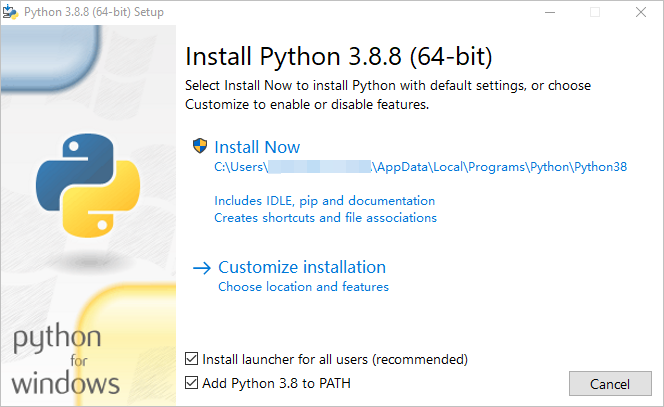 Python 3.8.8 (64-bit) Setup
Install Python 3.8.8 (64-bit)
Select Install Now to install Python with default settings, or choose
Customize to enable or disable features.
Install Now
C:\Users\ \AppData\Local\Programs\Python\Python38
Includes IDLE, pip and documentation
Creates shortcuts and file associations
Customize installation
Choose location and features
python
for
windows
Install launcher for all users (recommended)
Add Python 3.8 to PATH
Cancel